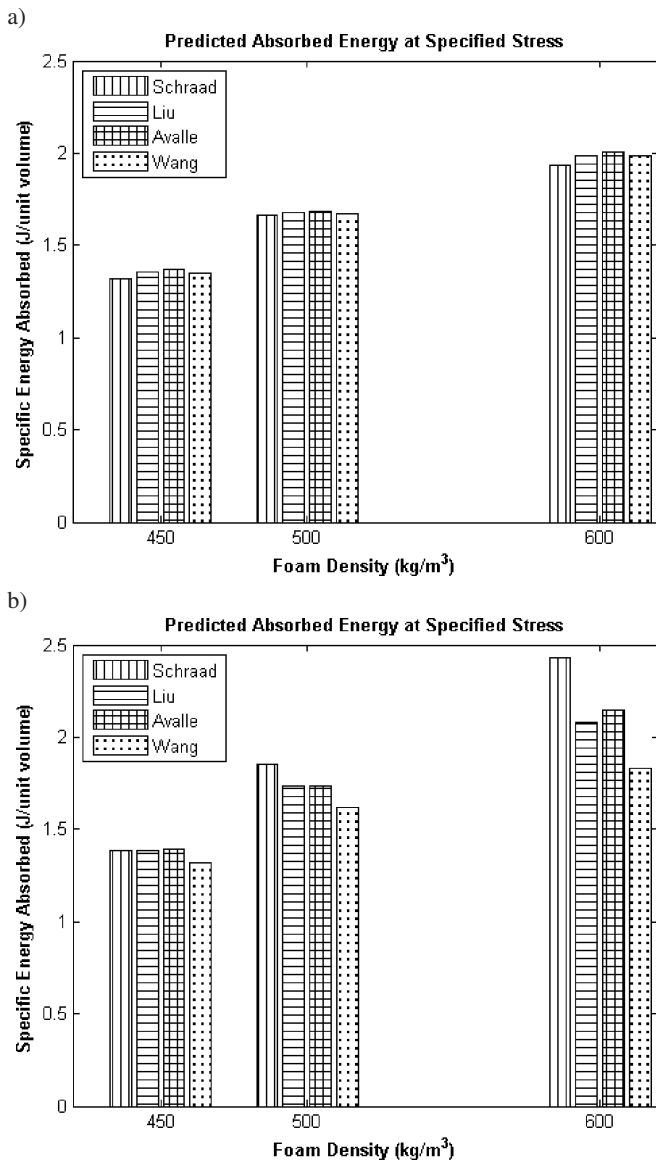 a)
Predicted Absorbed Energy at Specified Stress
2.5
2
1.5
1
0.5
0
Specific Energy Absorbed (J/unit volume)
Schraad
Liu
Avalle
Wang
450
500
600
Foam Density (kg/m³)
b)
Predicted Absorbed Energy at Specified Stress
2.5
2
1.5
1
0.5
0
Specific Energy Absorbed (J/unit volume)
Schraad
Liu
Avalle
Wang
450
500
600
Foam Density (kg/m³)